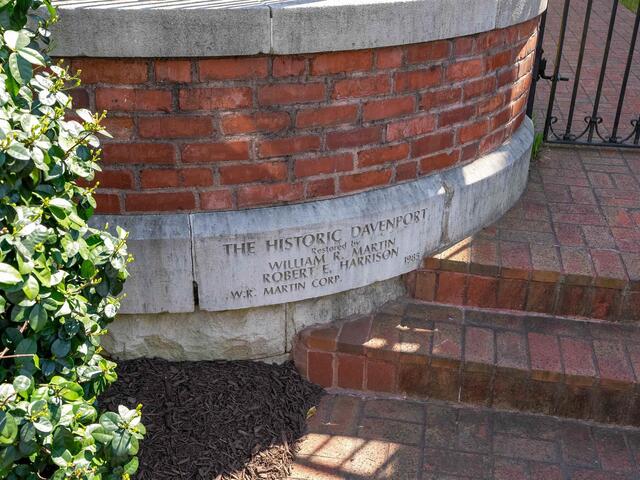 THE HISTORIC DAVENPORT
Restored by
WILLIAM R. MARTIN
ROBERT E. HARRISON
W.R. MARTIN CORP. 1985